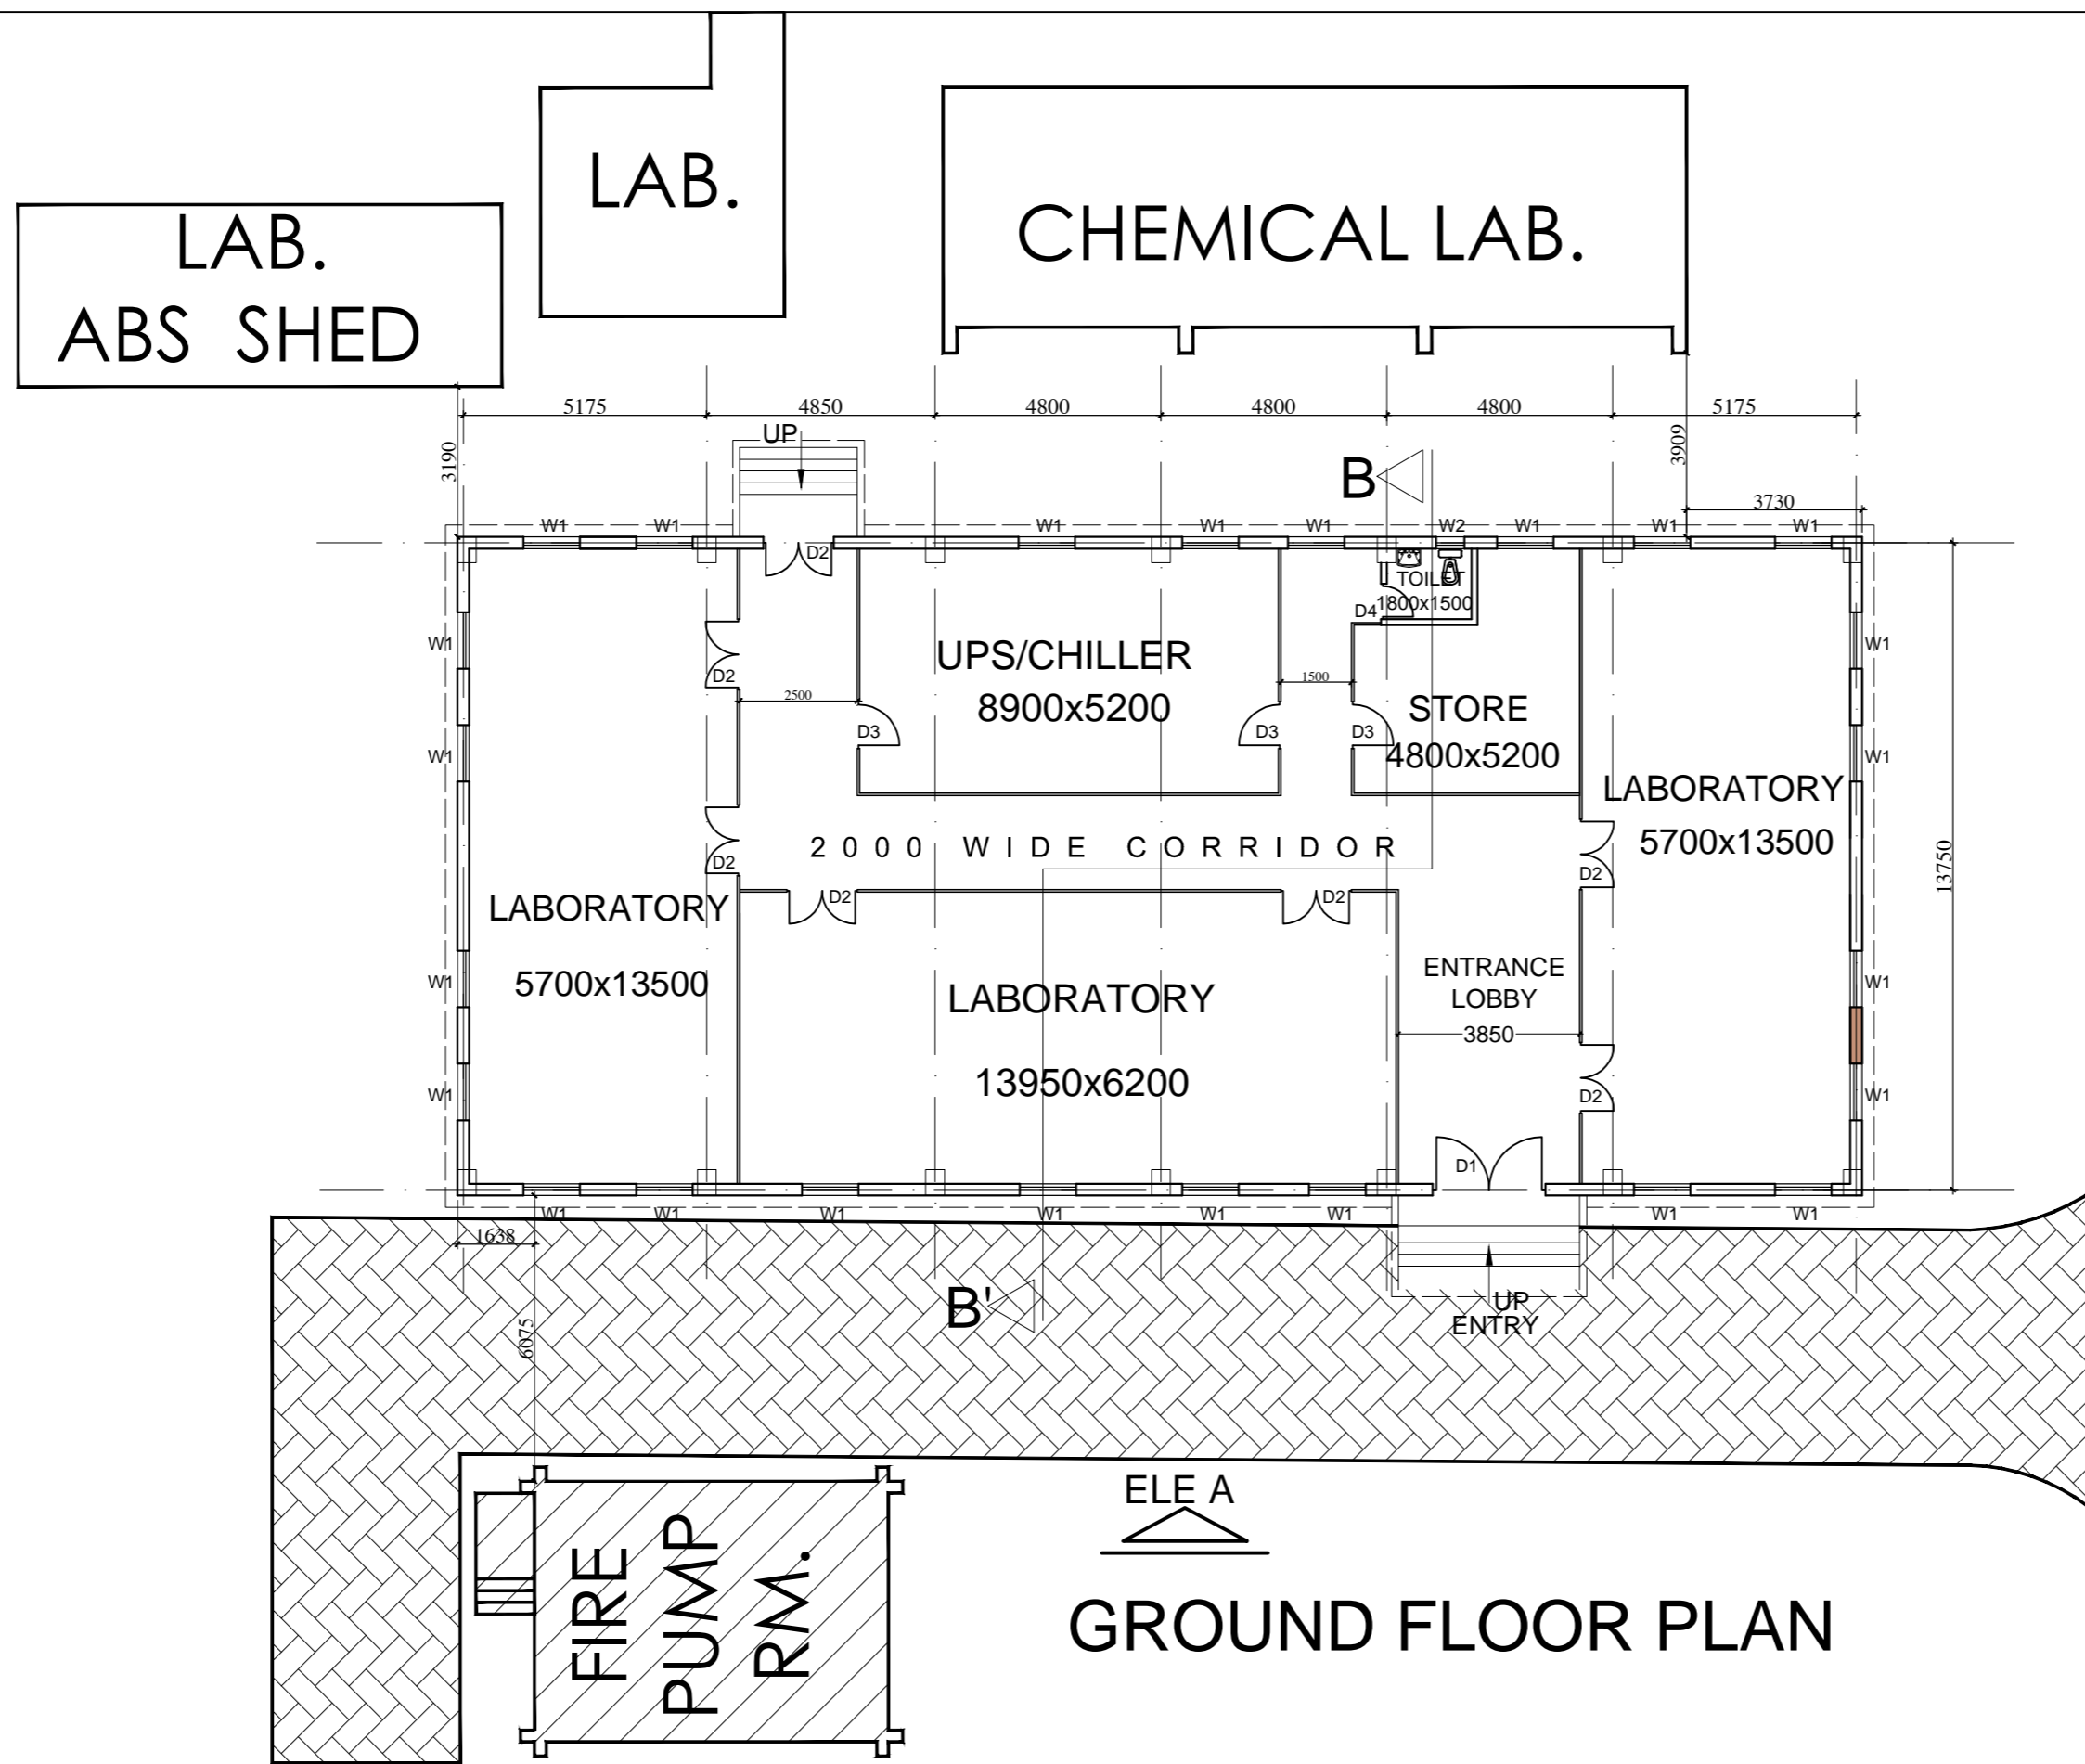 LAB.
ABS SHED
LAB.
CHEMICAL LAB.
5175
4850
4800
4800
4800
5175
3190
UP
B
3909
3730
W1
W1
W1
W1
W1
W2
W1
W1
W1
D2
TOILET
1800x1500
D4
W1
W1
D2
UPS/CHILLER
8900x5200
2500
1500
D3
D3
D3
STORE
4800x5200
W1
W1
LABORATORY
5700x13500
2000 WIDE CORRIDOR
D2
D2
D2
D2
13750
LABORATORY
5700x13500
LABORATORY
13950x6200
ENTRANCE
LOBBY
3850
W1
W1
W1
W1
D2
D1
W1
W1
W1
W1
W1
W1
W1
W1
1638
6075
B'
UP
ENTRY
ELE A
FIRE
PUMP
RM.
GROUND FLOOR PLAN